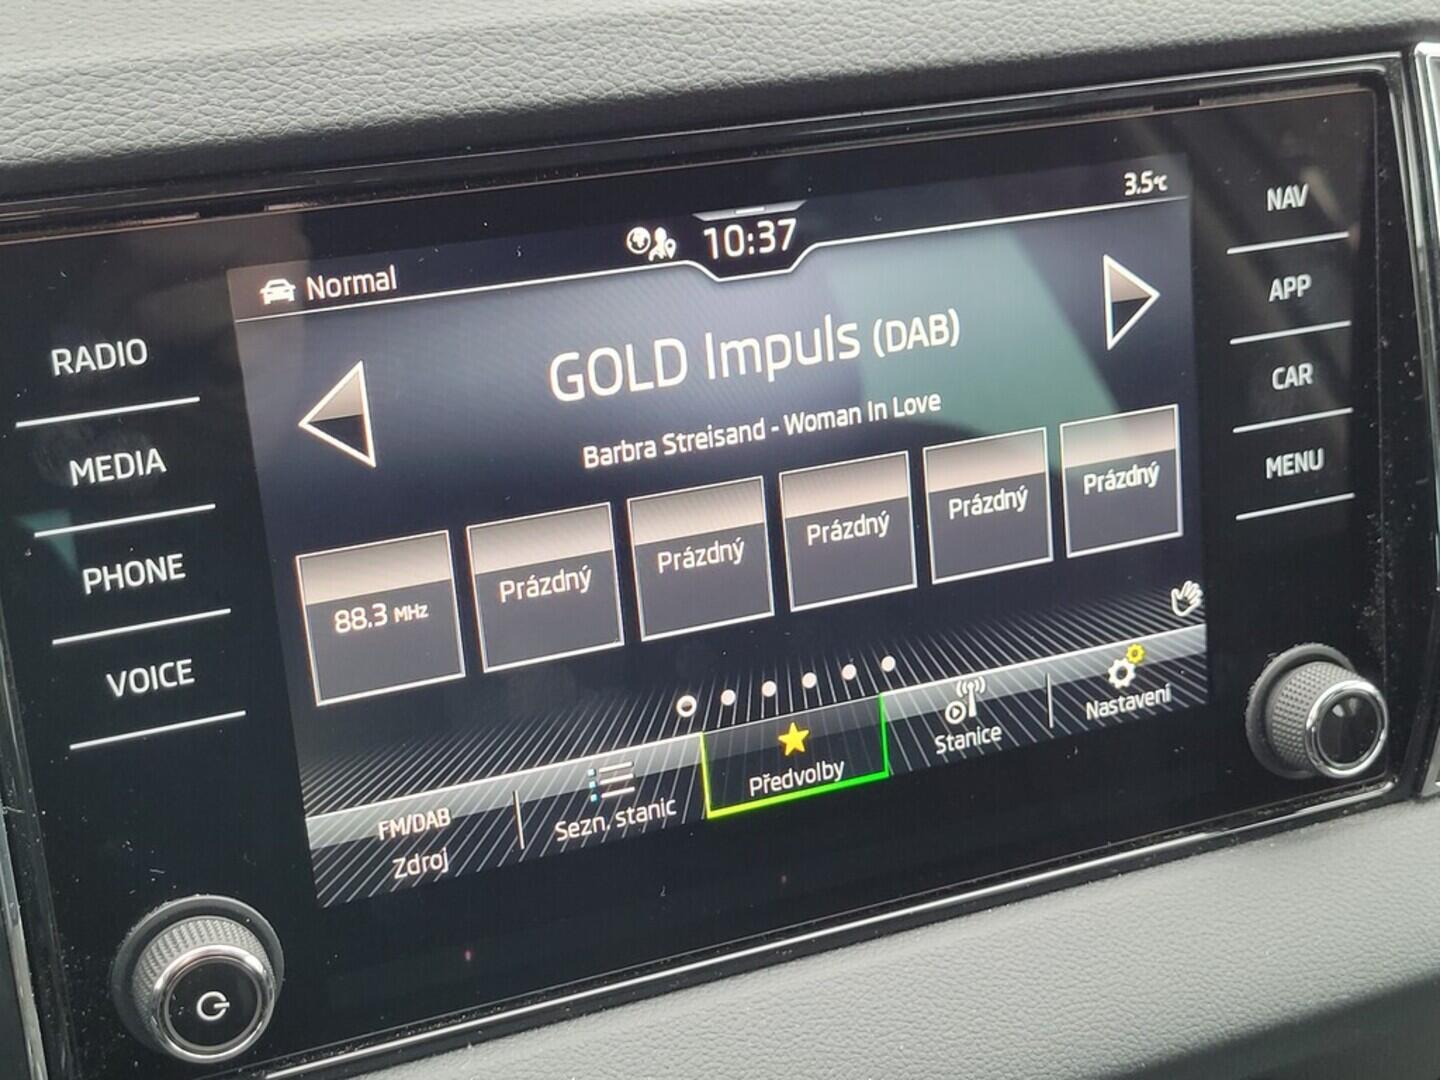 3.5°C
10:37
Normal
NAV
APP
CAR
MENU
RADIO
MEDIA
PHONE
VOICE
GOLD Impuls (DAB)
Barbra Streisand - Woman In Love
88.3 MHz
Prázdný
Prázdný
Prázdný
Prázdný
Prázdný
FM/DAB
Zdroj
Sezn. stanic
Předvolby
Stanice
Nastavení